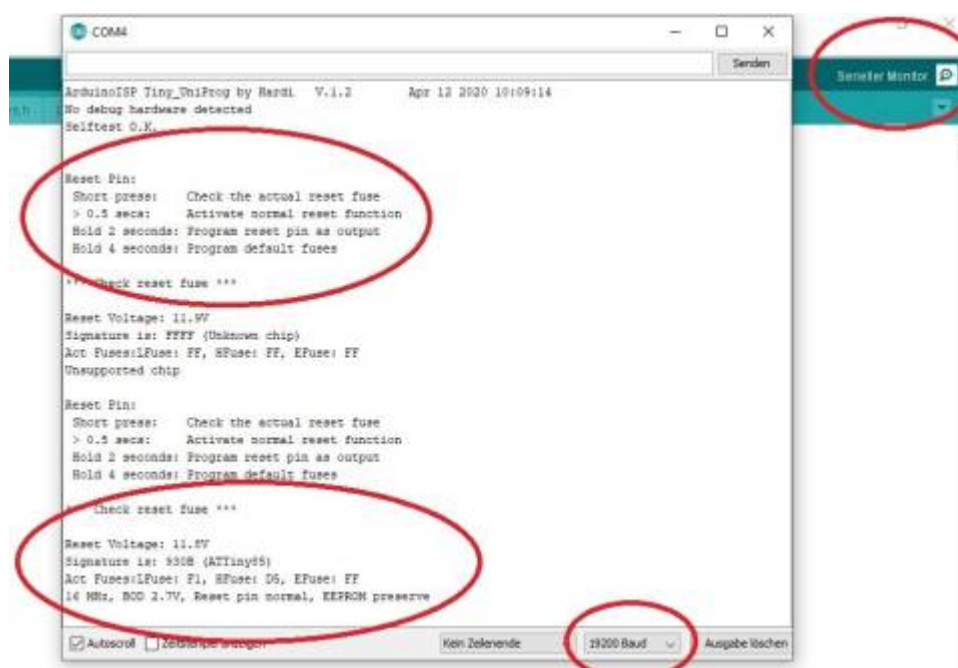 COM4
Senden
Serieller Monitor
ArduinoISP Tiny_UniProg by Hardi V.1.2 Apr 12 2020 10:09:14
No debug hardware detected
Selftest O.K.
Reset Pin:
Short press: Check the actual reset fuse
> 0.5 secs: Activate normal reset function
Hold 2 seconds: Program reset pin as output
Hold 4 seconds: Program default fuses
*** Check reset fuse ***
Reset Voltage: 11.9V
Signature is: FFFF (Unknown chip)
Act Fuses:LFuse: FF, HFuse: FF, EFuse: FF
Unsupported chip
Reset Pin:
Short press: Check the actual reset fuse
> 0.5 secs: Activate normal reset function
Hold 2 seconds: Program reset pin as output
Hold 4 seconds: Program default fuses
Check reset fuse ***
Reset Voltage:
Signature is: 930B (ATTiny85)
Act Fuses:LFuse: F1, HFuse: D5, EFuse: FF
16 MHz, BOD 2.7V, Reset pin normal, EEPROM preserve
Autoscroll Zeitstempel anzeigen Kein Zeilenende 19200 Baud Ausgabe löschen